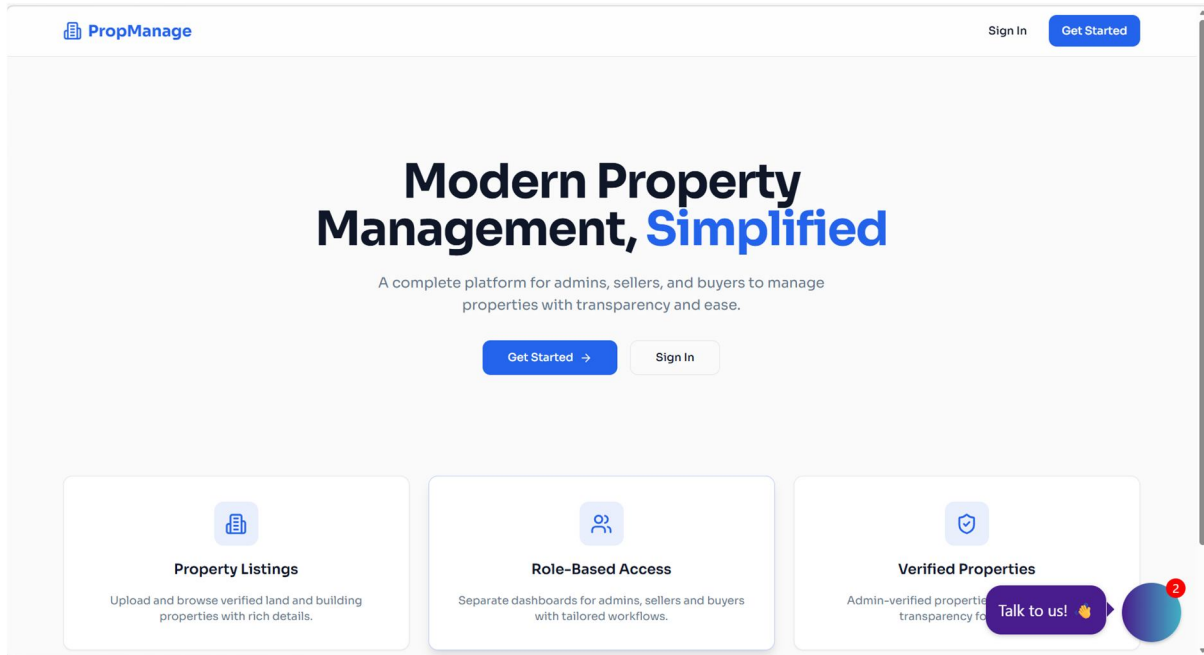 PropManage
Sign In
Get Started
Modern Property
Management, Simplified
A complete platform for admins, sellers, and buyers to manage
properties with transparency and ease.
Get Started →
Sign In
Property Listings
Upload and browse verified land and building
properties with rich details.
Role-Based Access
Separate dashboards for admins, sellers and buyers
with tailored workflows.
Verified Properties
Admin-verified
transparency
Talk to us! 👋
2